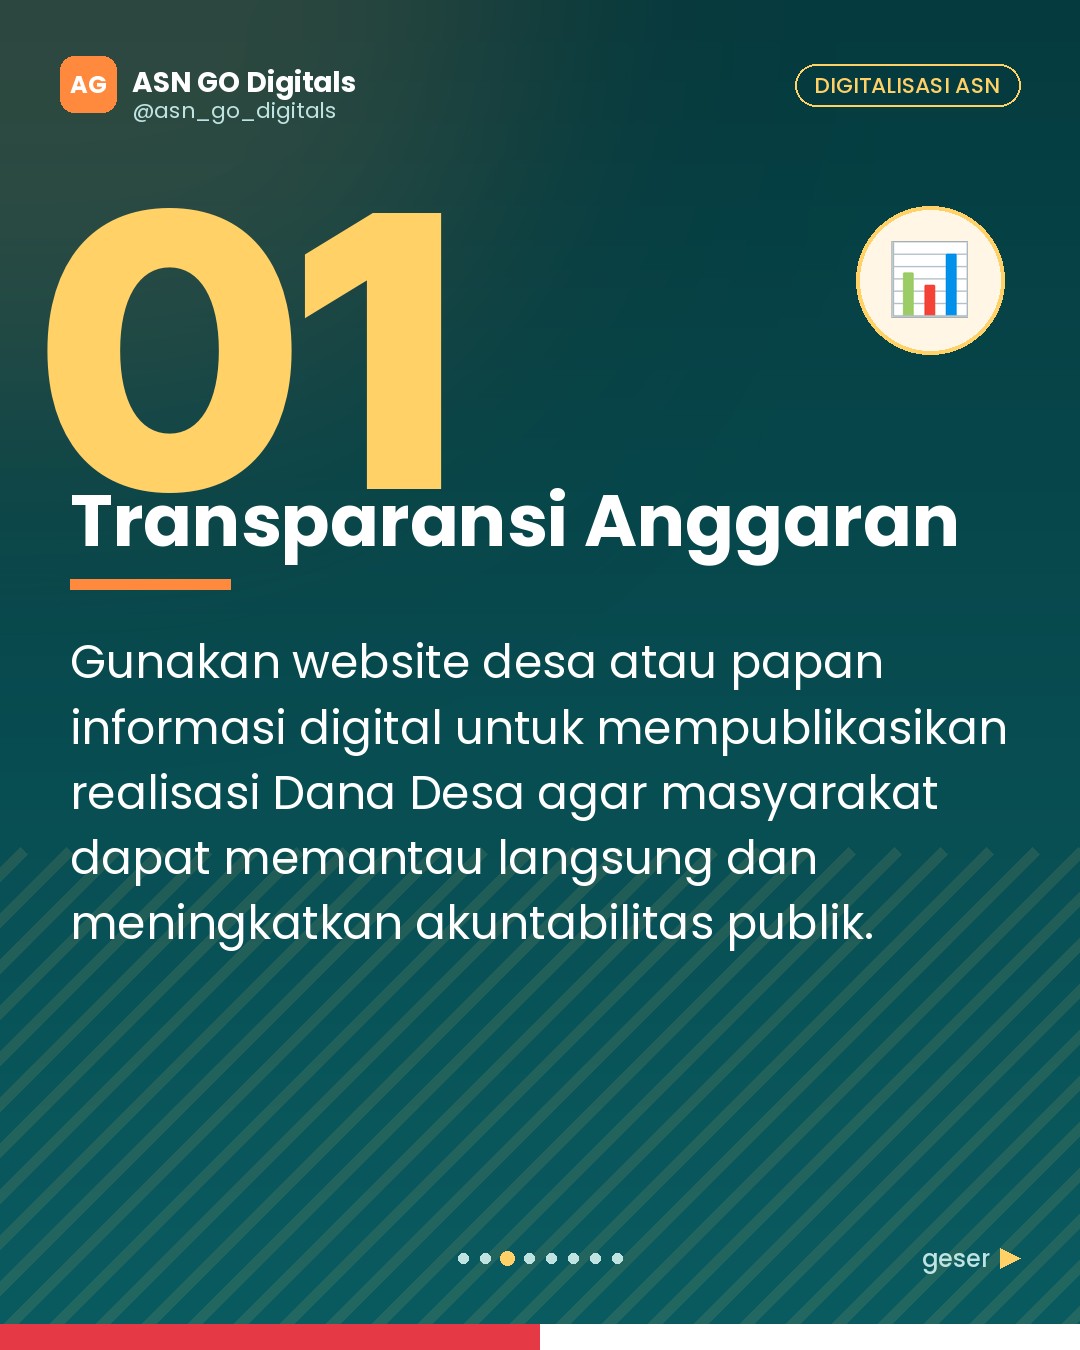 AG
ASN GO Digitals
@asn_go_digitals
DIGITALISASI ASN
01
Transparansi Anggaran
Gunakan website desa atau papan
informasi digital untuk mempublikasikan
realisasi Dana Desa agar masyarakat
dapat memantau langsung dan
meningkatkan akuntabilitas publik.
geser